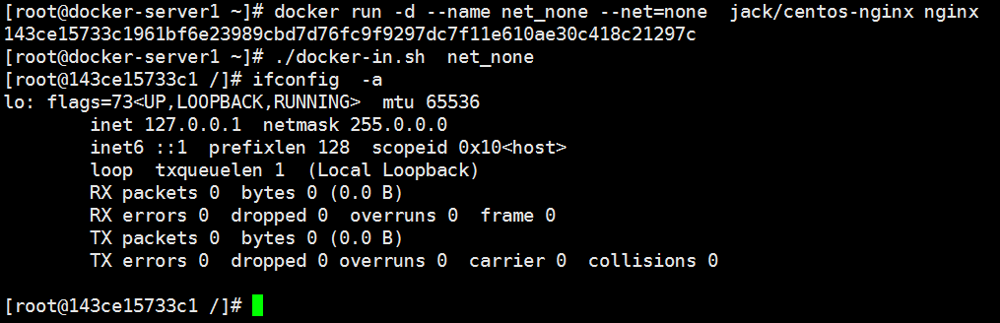 [root@docker-server1 ~]# docker run -d --name net_none --net=none  jack/centos-nginx nginx
143ce15733c1961bf6e23989cbd7d76fc9f9297dc7f11e610ae30c418c21297c
[root@docker-server1 ~]# ./docker-in.sh  net_none
[root@143ce15733c1 /]# ifconfig  -a
lo: flags=73<UP,LOOPBACK,RUNNING>  mtu 65536
        inet 127.0.0.1  netmask 255.0.0.0
        inet6 ::1  prefixlen 128  scopeid 0x10<host>
        loop  txqueuelen 1  (Local Loopback)
        RX packets 0  bytes 0 (0.0 B)
        RX errors 0  dropped 0  overruns 0  frame 0
        TX packets 0  bytes 0 (0.0 B)
        TX errors 0  dropped 0 overruns 0  carrier 0  collisions 0
[root@143ce15733c1 /]#